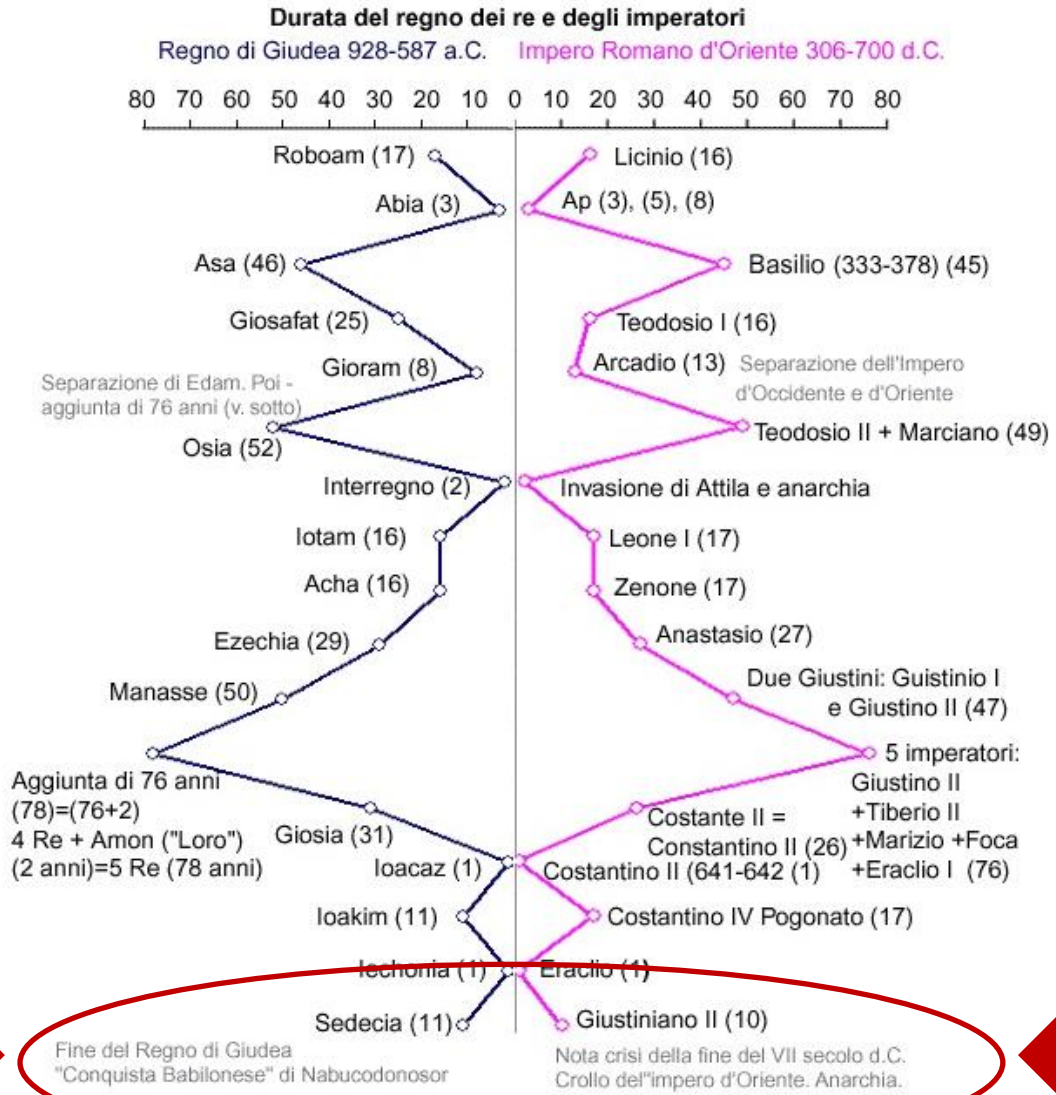 Durata del regno dei re e degli imperatori
Regno di Giudea 928-587 a.C. Impero Romano d'Oriente 306-700 d.C.
80 70 60 50 40 30 20 10 0 10 20 30 40 50 60 70 80
Roboam (17) Licinio (16)
Abia (3) Ap (3), (5), (8)
Asa (46) Basilio (333-378) (45)
Giosafat (25) Teodosio I (16)
Gioram (8) Arcadio (13) Separazione dell'Impero
d'Occidente e d'Oriente
Separazione di Edam. Poi -
aggiunta di 76 anni (v. sotto)
Osia (52) Teodosio II + Marciano (49)
Interregno (2) Invasione di Attila e anarchia
Iotam (16) Leone I (17)
Acha (16) Zenone (17)
Ezechia (29) Anastasio (27)
Manasse (50) Due Giustini: Guistinio I
e Giustino II (47)
Aggiunta di 76 anni
(78)=(76+2)
4 Re + Amon ("Loro")
(2 anni)=5 Re (78 anni)
5 imperatori:
Giustino II
+Tiberio II
+Marizio +Foca
+Eraclio I (76)
Giosia (31) Costante II =
Constantino II (26)
Ioacaz (1) Costantino II (641-642 (1)
Ioakim (11) Costantino IV Pogonato (17)
Iechonia (1) Eraclio (1)
Sedecia (11) Giustiniano II (10)
Fine del Regno di Giudea
"Conquista Babilonese" di Nabucodonosor
Nota crisi della fine del VII secolo d.C.
Crollo del"impero d'Oriente. Anarchia.